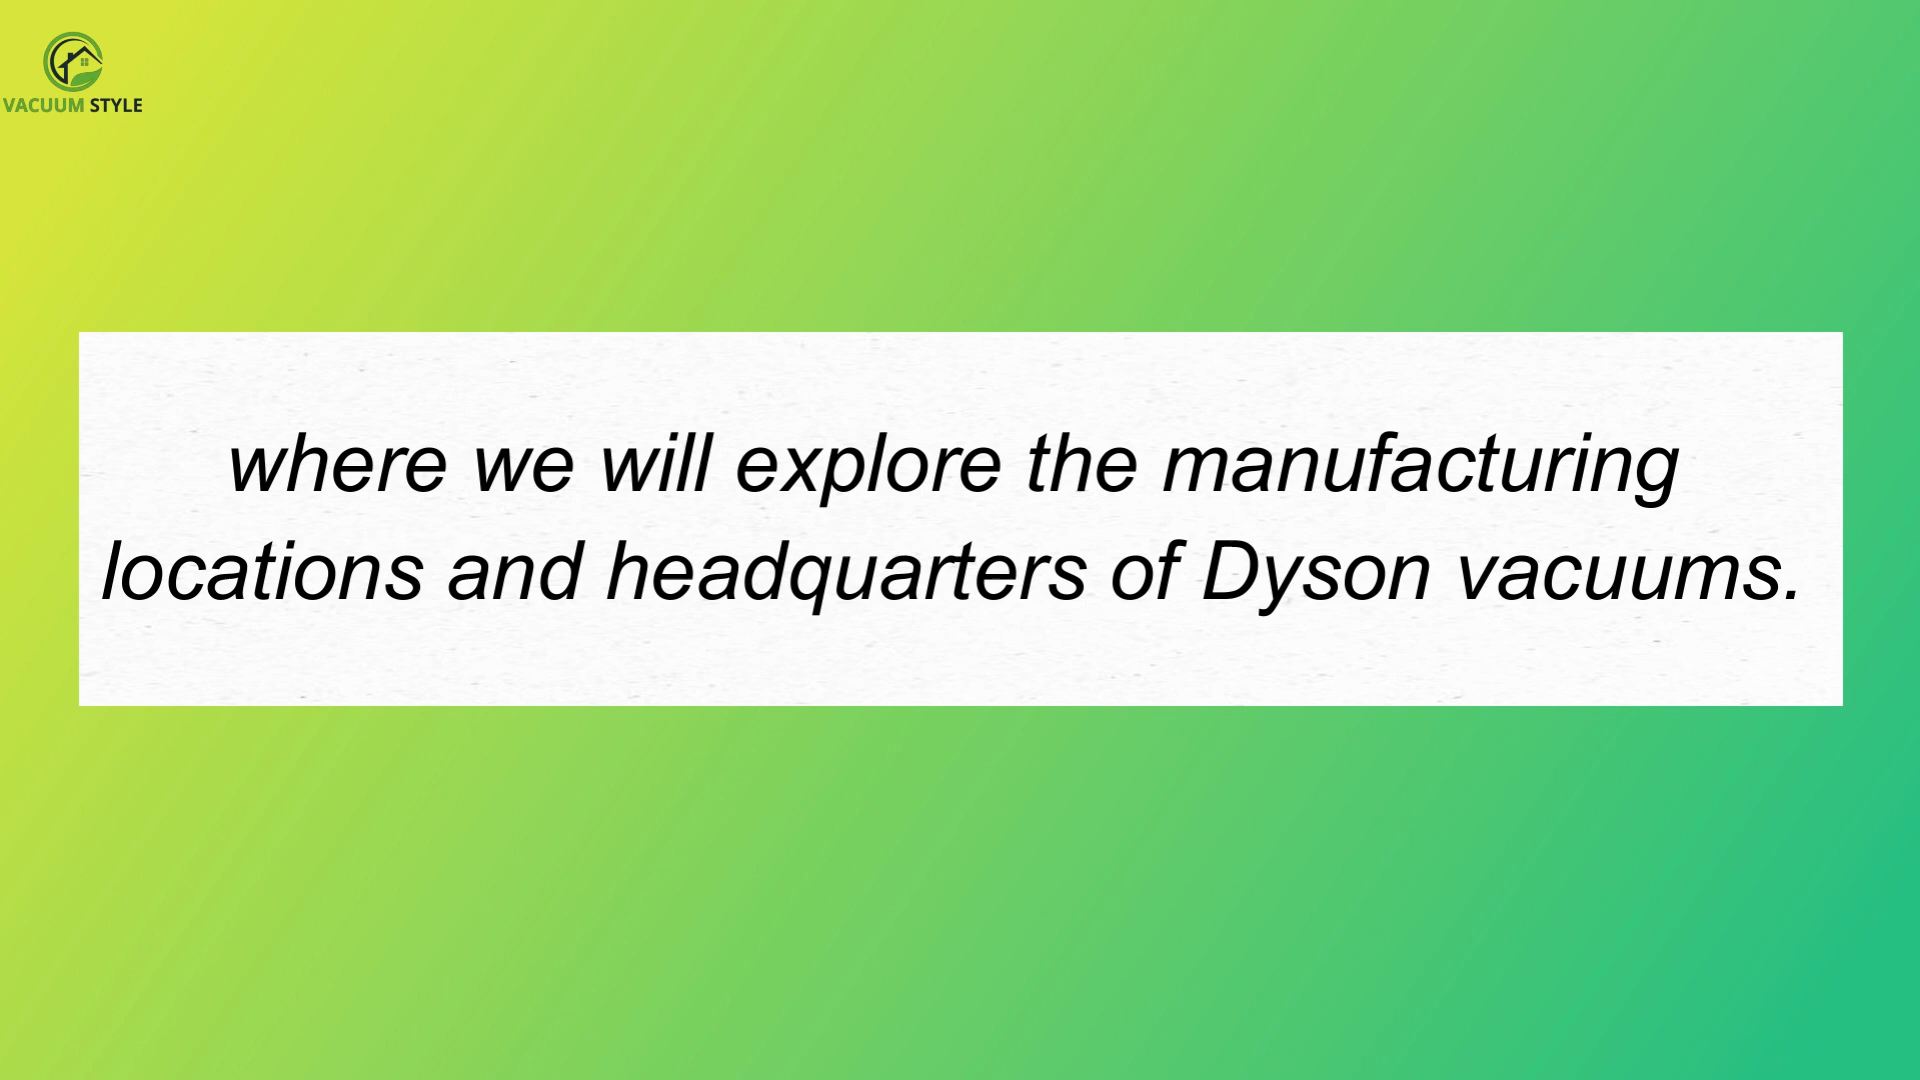 VACUUM STYLE
where we will explore the manufacturing
locations and headquarters of Dyson vacuums.